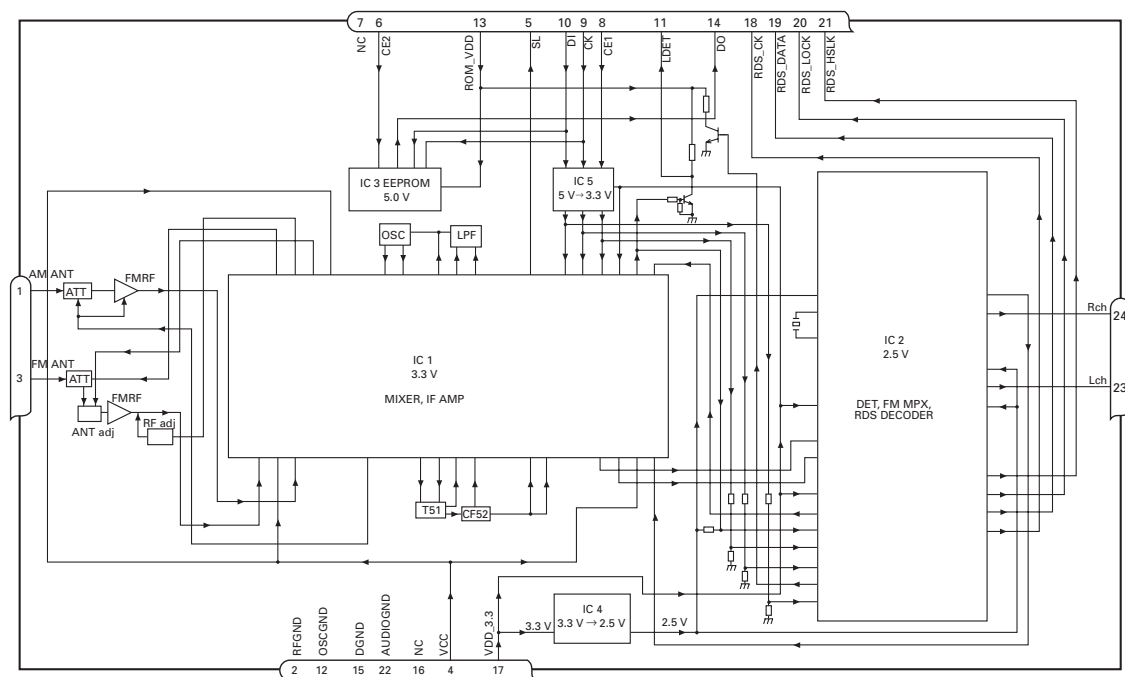 7 6 13 5 10 9 8 11 14 18 19 20 21
NC
CE2
ROM_VDD
SL
DI
CK
CE1
LDET
DO
RDS_CK
RDS_DATA
RDS_LOCK
RDS_HSLK
IC 3 EEPROM
5.0 V
IC 5
5 V→3.3 V
OSC
LPF
AM ANT
1
ATT
FMRF
FM ANT
3
ATT
FMRF
ANT adj
RF adj
IC 1
3.3 V
MIXER, IF AMP
IC 2
2.5 V
DET, FM MPX,
RDS DECODER
Rch
24
Lch
23
T51
CF52
IC 4
3.3 V → 2.5 V
3.3 V
2.5 V
RFGND
OSCGND
DGND
AUDIOGND
NC
VCC
VDD_3.3
2 12 15 22 16 4 17